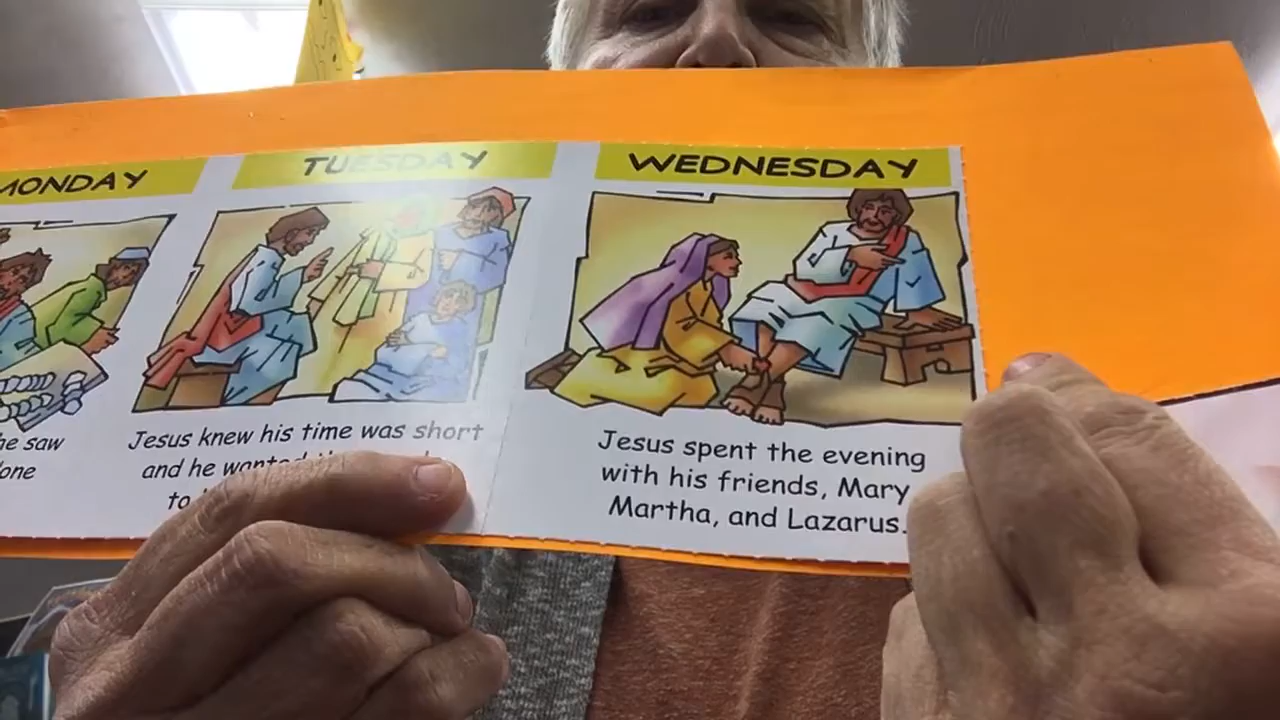 MONDAY
he saw
one
TUESDAY
Jesus knew his time was short
and he wanted
to
WEDNESDAY
Jesus spent the evening
with his friends, Mary
Martha, and Lazarus.